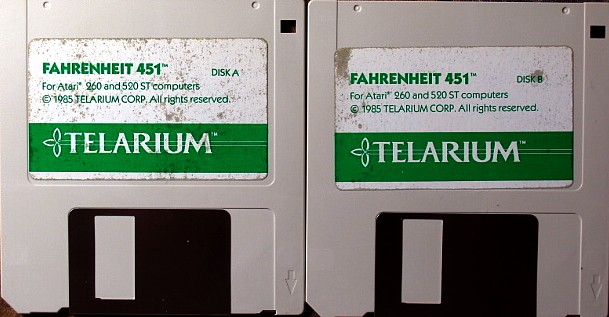 FAHRENHEIT 451™ DISK A
For Atari® 260 and 520 ST computers
© 1985 TELARIUM CORP. All rights reserved.
TELARIUM™
FAHRENHEIT 451™ DISK B
For Atari® 260 and 520 ST computers
© 1985 TELARIUM CORP. All rights reserved.
TELARIUM™